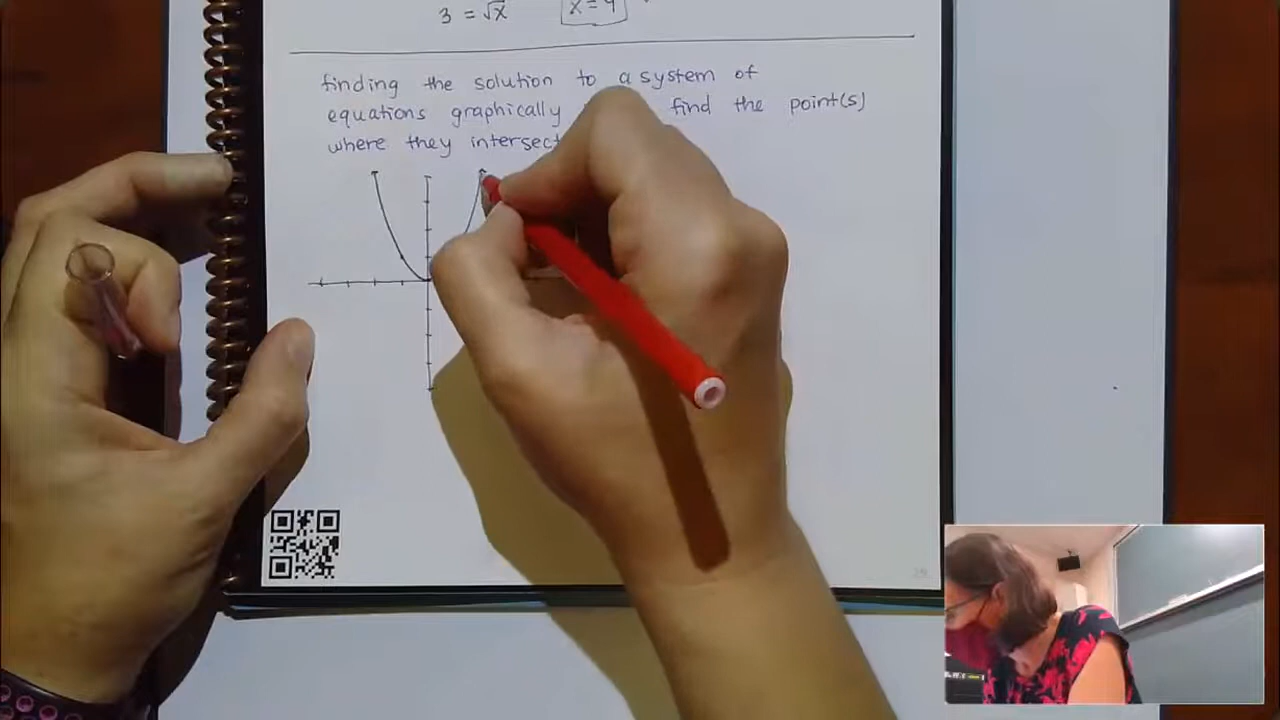 3 = √x x = 9
finding the solution to a system of
equations graphically find the point(s)
where they intersect